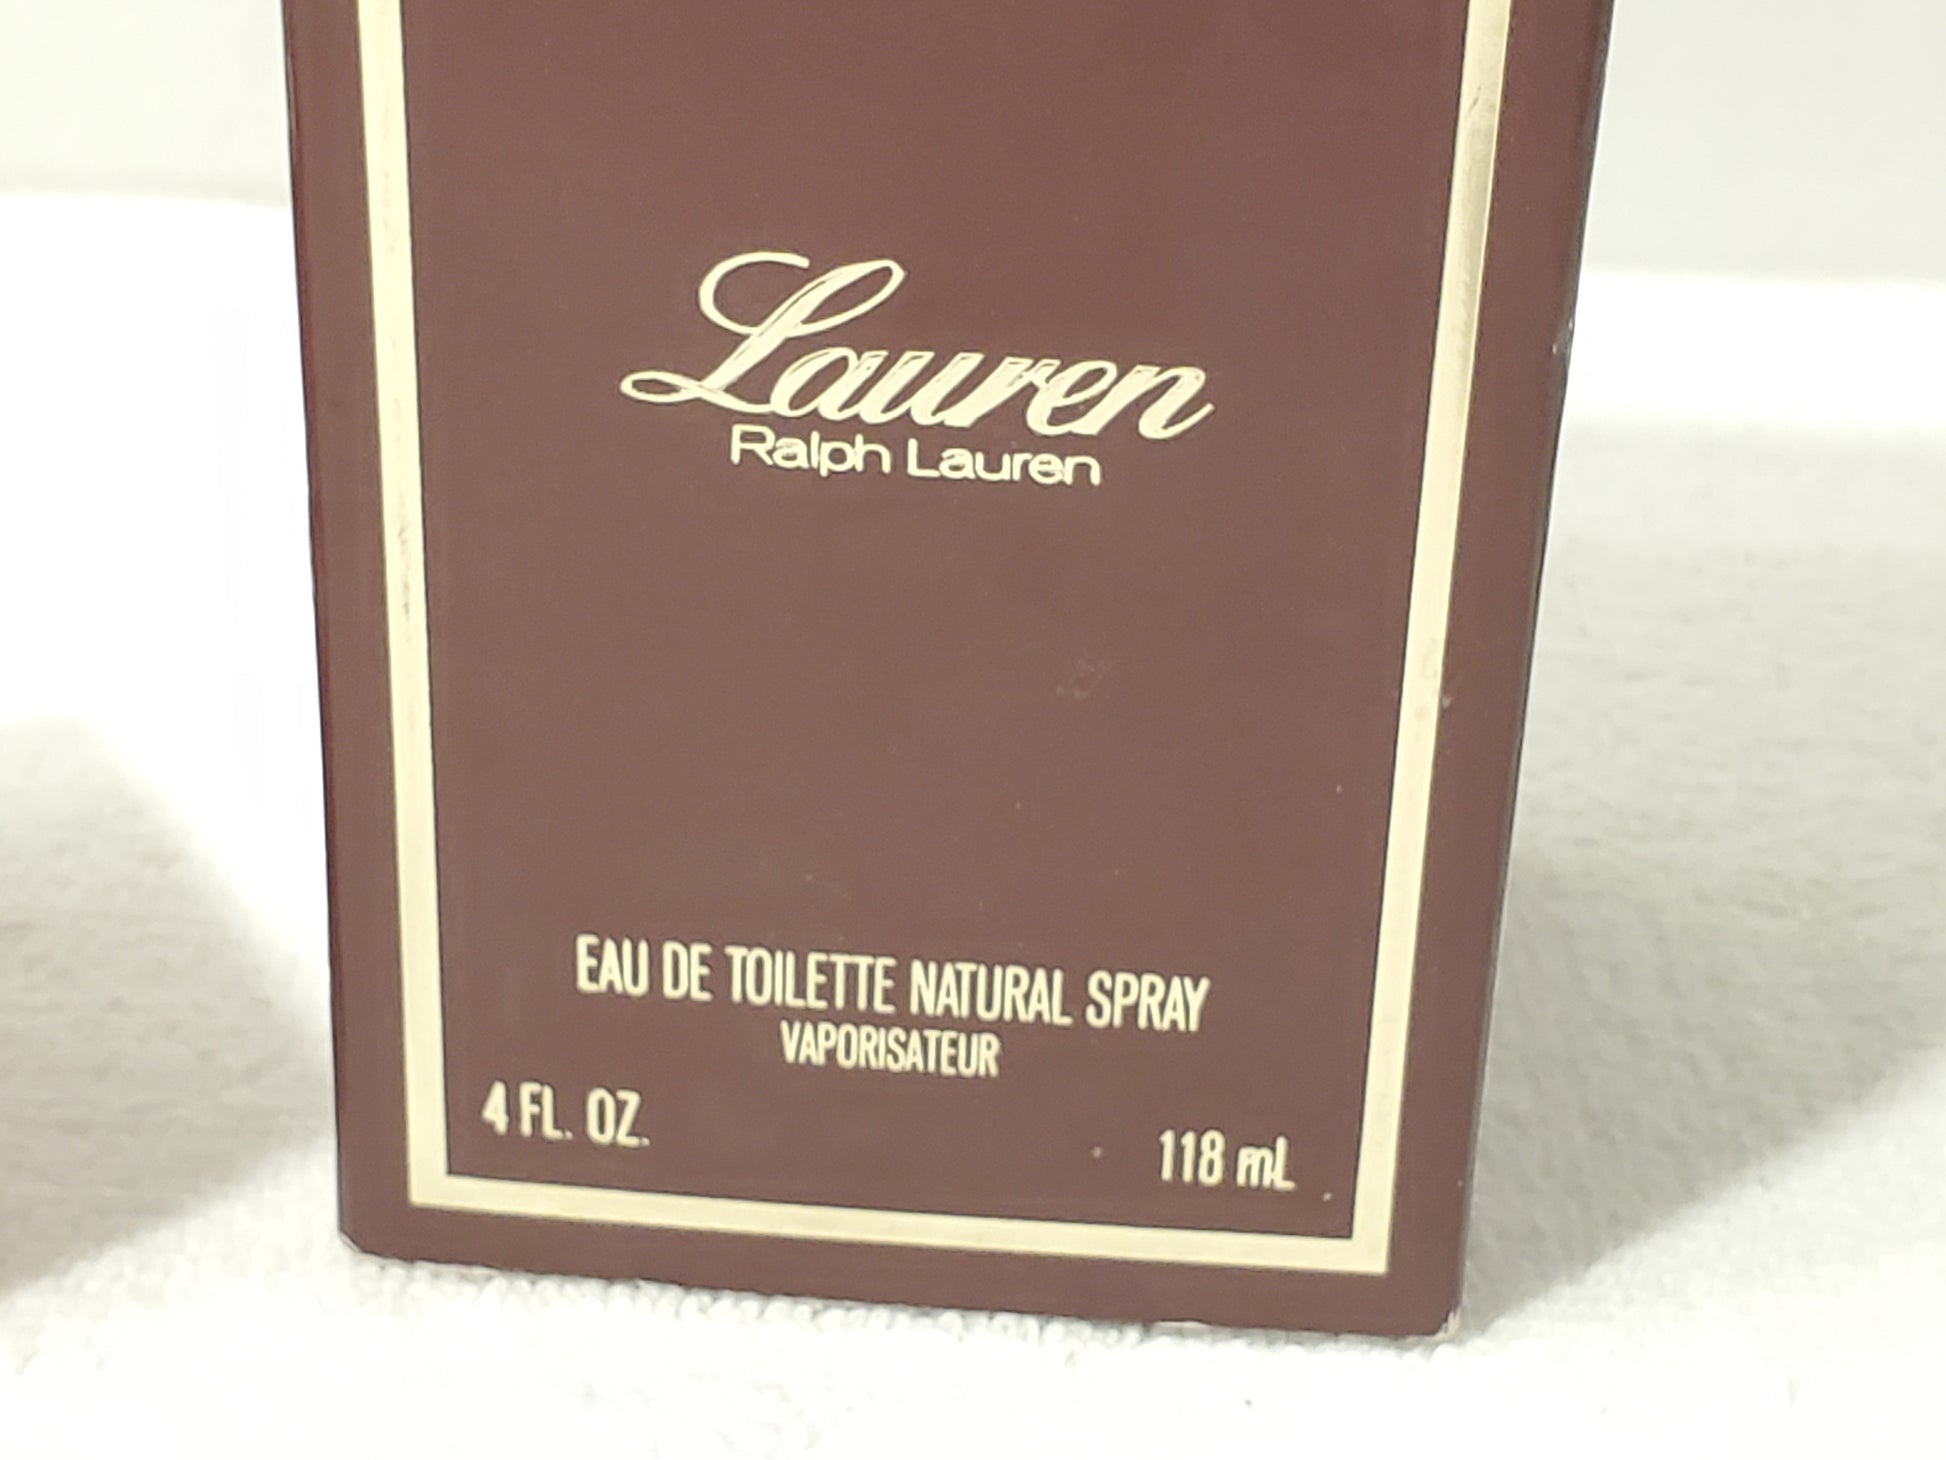 Lauren
Ralph Lauren
EAU DE TOILETTE NATURAL SPRAY
VAPORISATEUR
4 FL. OZ.
118 mL